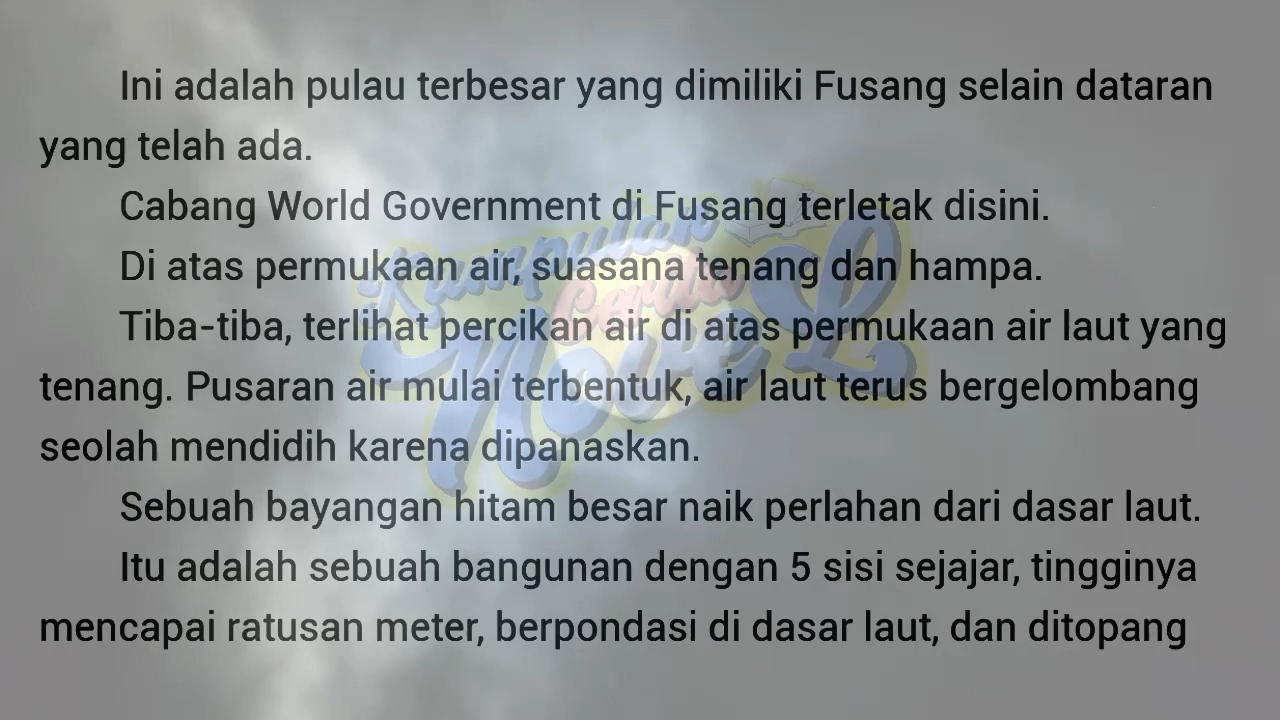 Ini adalah pulau terbesar yang dimiliki Fusang selain dataran
yang telah ada.
Cabang World Government di Fusang terletak disini.
Di atas permukaan air, suasana tenang dan hampa.
Tiba-tiba, terlihat percikan air di atas permukaan air laut yang
tenang. Pusaran air mulai terbentuk, air laut terus bergelombang
seolah mendidih karena dipanaskan.
Sebuah bayangan hitam besar naik perlahan dari dasar laut.
Itu adalah sebuah bangunan dengan 5 sisi sejajar, tingginya
mencapai ratusan meter, berpondasi di dasar laut, dan ditopang
Kumpulan
Cerita
Novel